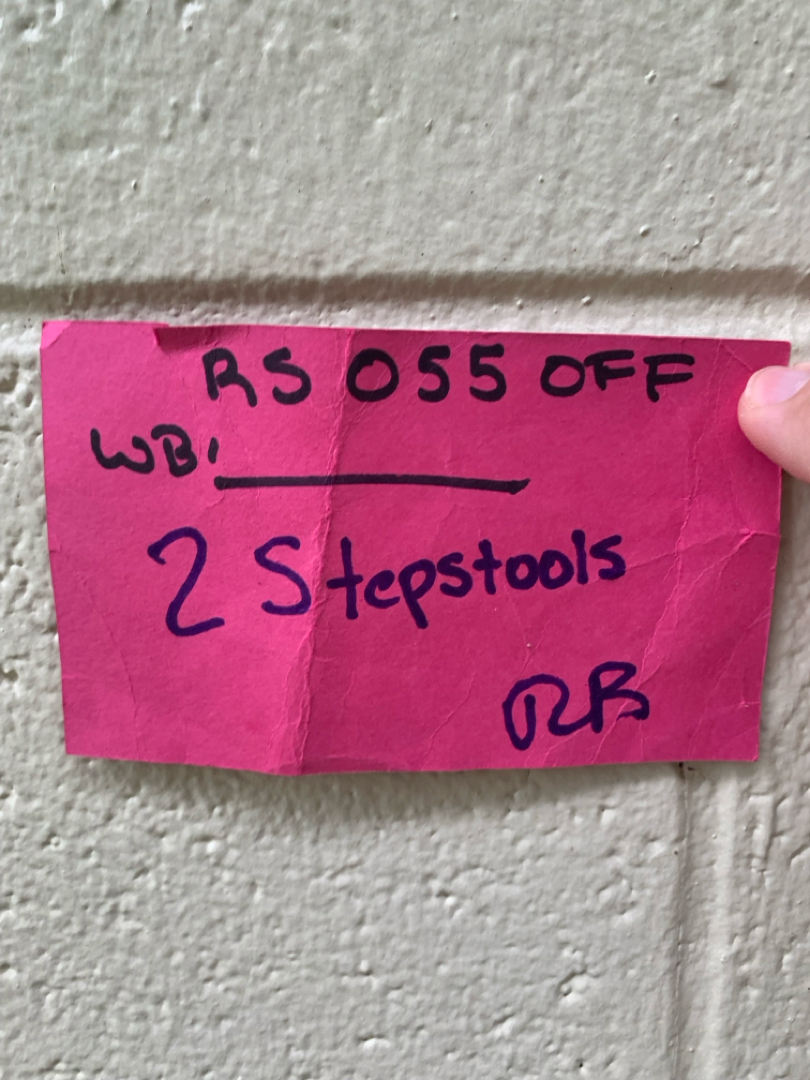 RS 055 OFF
WB:
2 Stepstools
RB